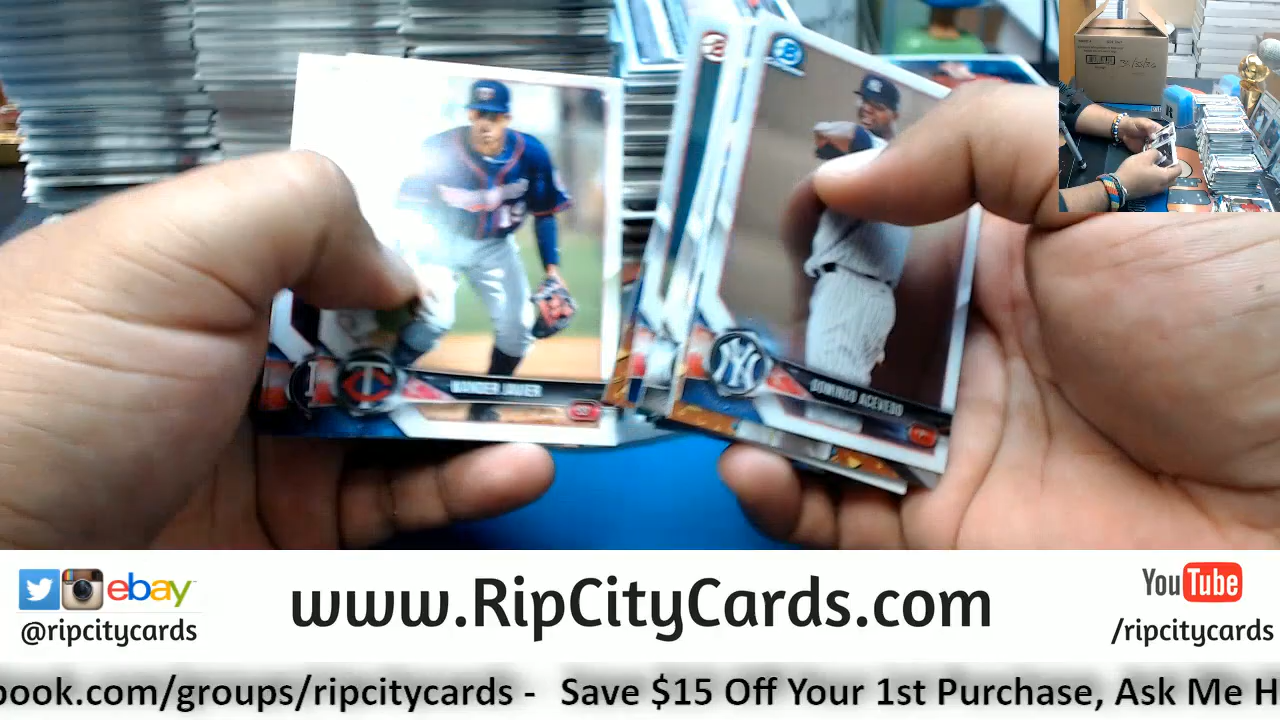 WANDER JAVIER
DOMINGO ACEVEDO
ebay
@ripcitycards
www.RipCityCards.com
YouTube
/ripcitycards
book.com/groups/ripcitycards - Save $15 Off Your 1st Purchase, Ask Me H